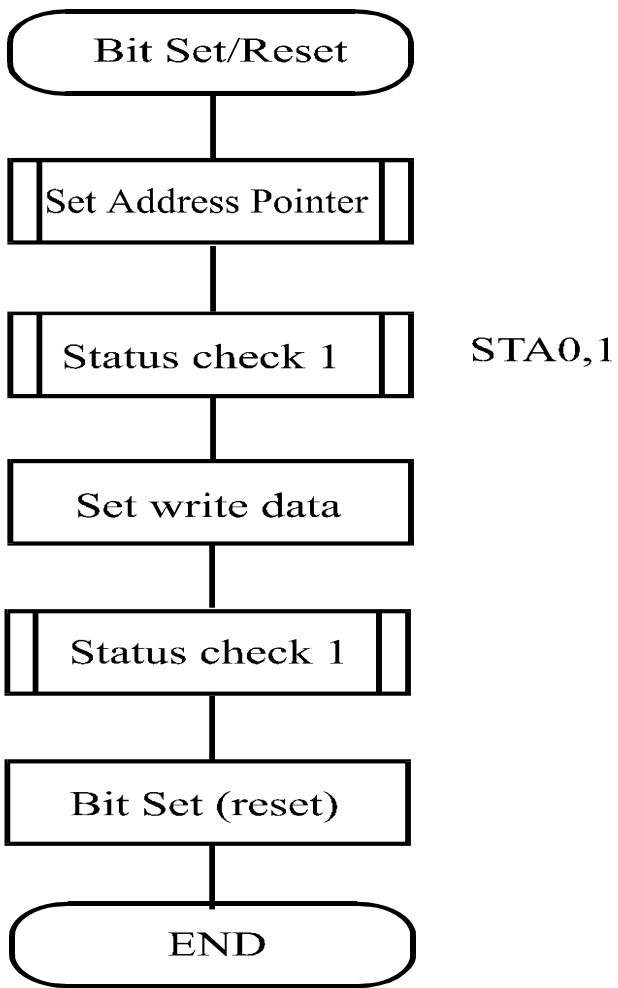 Bit Set/Reset
Set Address Pointer
Status check 1
STA0,1
Set write data
Status check 1
Bit Set (reset)
END